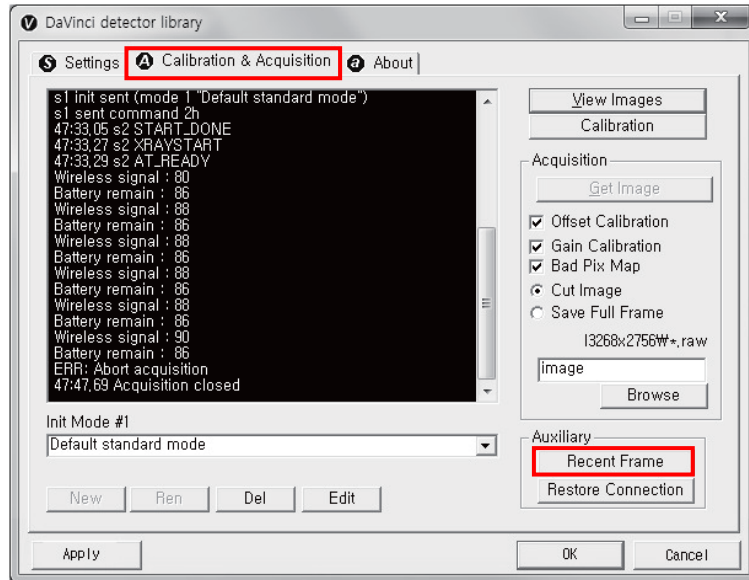 DaVinci detector library
Settings
Calibration & Acquisition
About
s1 init sent (mode 1 "Default standard mode")
s1 sent command 2h
47:33,05 s2 START_DONE
47:33,27 s2 XRAYSTART
47:33,29 s2 AT_READY
Wireless signal : 80
Battery remain : 86
Wireless signal : 88
Battery remain : 86
Wireless signal : 88
Battery remain : 86
Wireless signal : 88
Battery remain : 86
Wireless signal : 88
Battery remain : 86
Wireless signal : 90
Battery remain : 86
ERR: Abort acquisition
47:47,69 Acquisition closed
Init Mode #1
Default standard mode
New
Ren
Del
Edit
View Images
Calibration
Acquisition
Get Image
Offset Calibration
Gain Calibration
Bad Pix Map
Cut Image
Save Full Frame
I3268x2756₩*,raw
image
Browse
Auxiliary
Recent Frame
Restore Connection
Apply
OK
Cancel